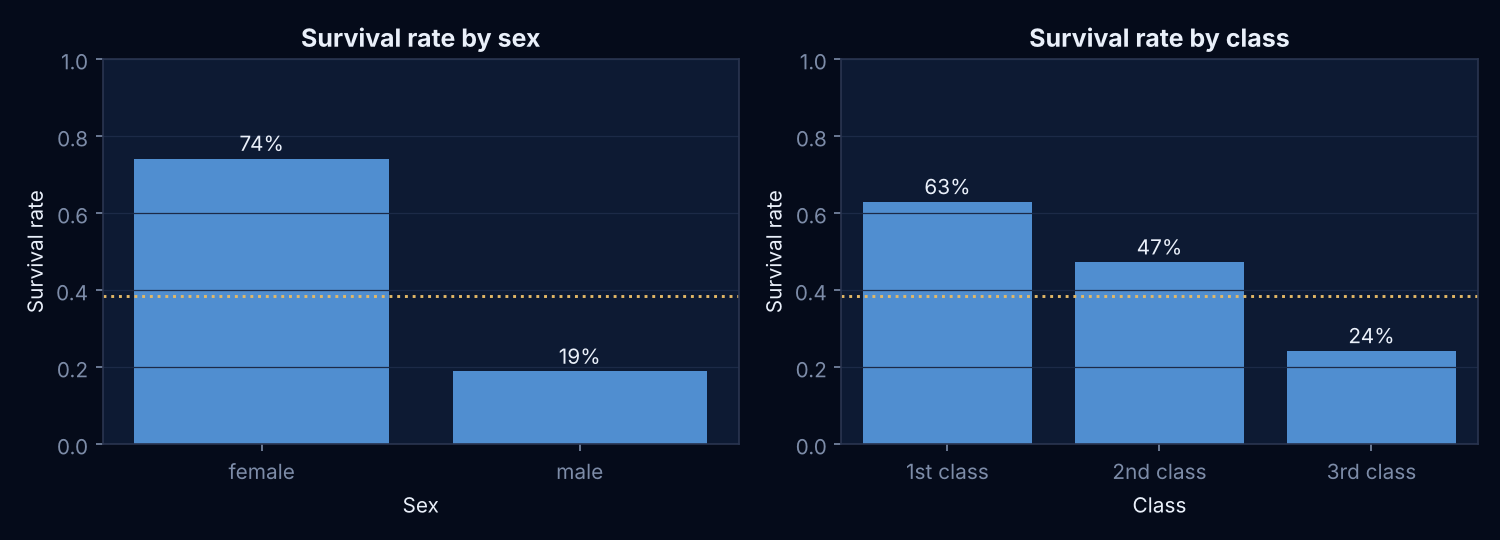 Survival rate by sex
1.0
0.8
0.6
0.4
0.2
0.0
Survival rate
74%
19%
female
male
Sex
Survival rate by class
1.0
0.8
0.6
0.4
0.2
0.0
Survival rate
63%
47%
24%
1st class
2nd class
3rd class
Class